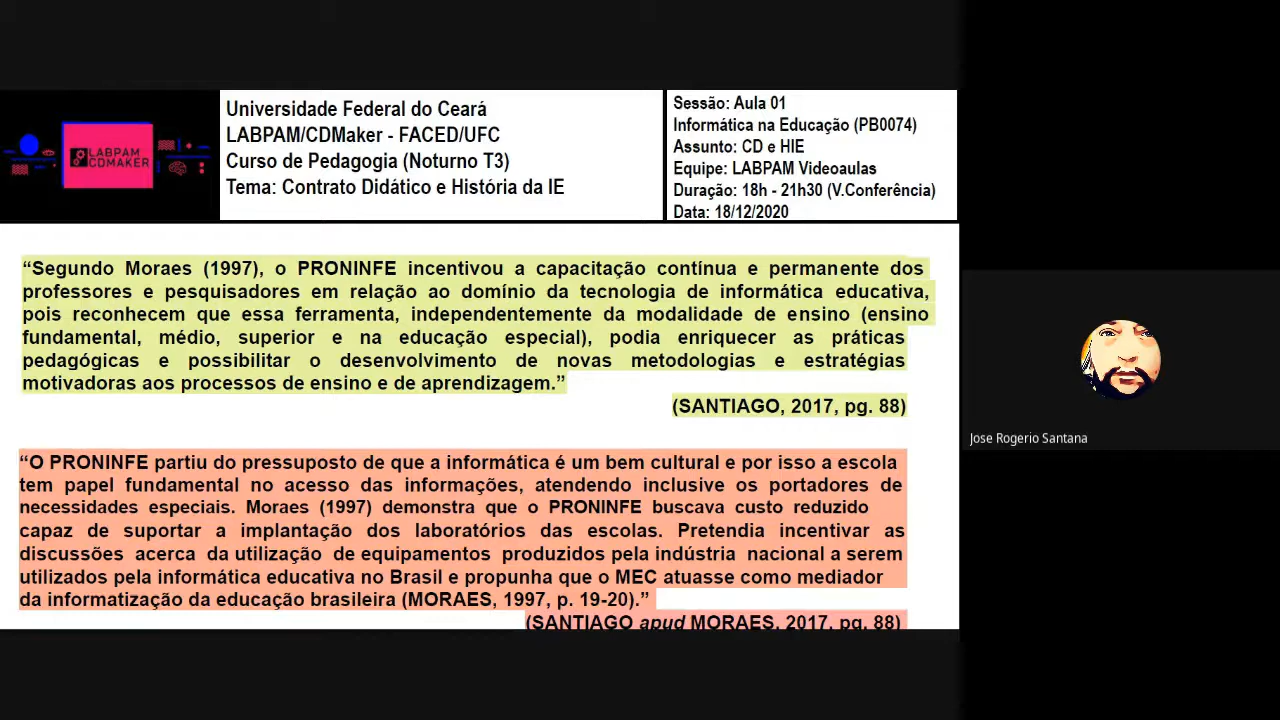 LABPAM
CDMAKER
Universidade Federal do Ceará
LABPAM/CDMaker - FACED/UFC
Curso de Pedagogia (Noturno T3)
Tema: Contrato Didático e História da IE
Sessão: Aula 01
Informática na Educação (PB0074)
Assunto: CD e HIE
Equipe: LABPAM Videoaulas
Duração: 18h - 21h30 (V.Conferência)
Data: 18/12/2020
“Segundo Moraes (1997), o PRONINFE incentivou a capacitação contínua e permanente dos
professores e pesquisadores em relação ao domínio da tecnologia de informática educativa,
pois reconhecem que essa ferramenta, independentemente da modalidade de ensino (ensino
fundamental, médio, superior e na educação especial), podia enriquecer as práticas
pedagógicas e possibilitar o desenvolvimento de novas metodologias e estratégias
motivadoras aos processos de ensino e de aprendizagem.”
(SANTIAGO, 2017, pg. 88)
“O PRONINFE partiu do pressuposto de que a informática é um bem cultural e por isso a escola
tem papel fundamental no acesso das informações, atendendo inclusive os portadores de
necessidades especiais. Moraes (1997) demonstra que o PRONINFE buscava custo reduzido
capaz de suportar a implantação dos laboratórios das escolas. Pretendia incentivar as
discussões acerca da utilização de equipamentos produzidos pela indústria nacional a serem
utilizados pela informática educativa no Brasil e propunha que o MEC atuasse como mediador
da informatização da educação brasileira (MORAES, 1997, p. 19-20).”
(SANTIAGO apud MORAES, 2017, pg. 88)
Jose Rogerio Santana